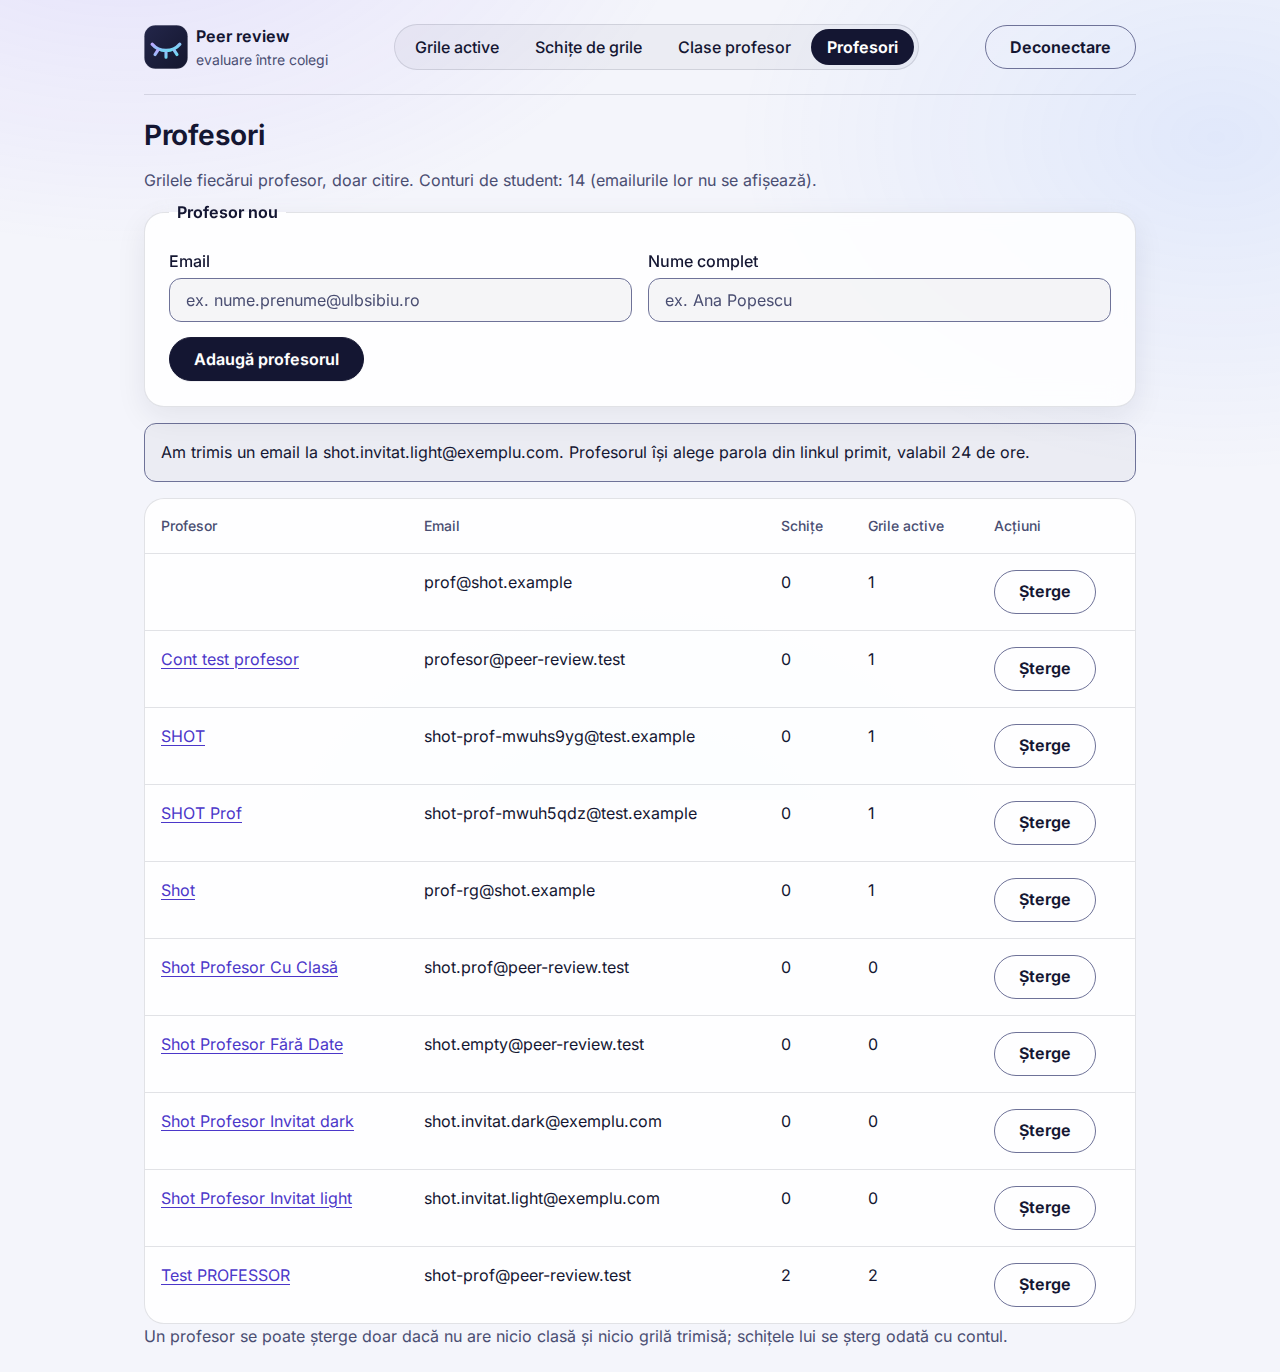 Peer review
evaluare între colegi
Grile active
Schițe de grile
Clase profesor
Profesori
Deconectare
Profesori
Grilele fiecărui profesor, doar citire. Conturi de student: 14 (emailurile lor nu se afișează).
Profesor nou
Email
Nume complet
ex. nume.prenume@ulbsibiu.ro
ex. Ana Popescu
Adaugă profesorul
Am trimis un email la shot.invitat.light@exemplu.com. Profesorul își alege parola din linkul primit, valabil 24 de ore.
Profesor Email Schițe Grile active Acțiuni
prof@shot.example 0 1 Șterge
Cont test profesor profesor@peer-review.test 0 1 Șterge
SHOT shot-prof-mwuhs9yg@test.example 0 1 Șterge
SHOT Prof shot-prof-mwuh5qdz@test.example 0 1 Șterge
Shot prof-rg@shot.example 0 1 Șterge
Shot Profesor Cu Clasă shot.prof@peer-review.test 0 0 Șterge
Shot Profesor Fără Date shot.empty@peer-review.test 0 0 Șterge
Shot Profesor Invitat dark shot.invitat.dark@exemplu.com 0 0 Șterge
Shot Profesor Invitat light shot.invitat.light@exemplu.com 0 0 Șterge
Test PROFESSOR shot-prof@peer-review.test 2 2 Șterge
Un profesor se poate șterge doar dacă nu are nicio clasă și nicio grilă trimisă; schițele lui se șterg odată cu contul.